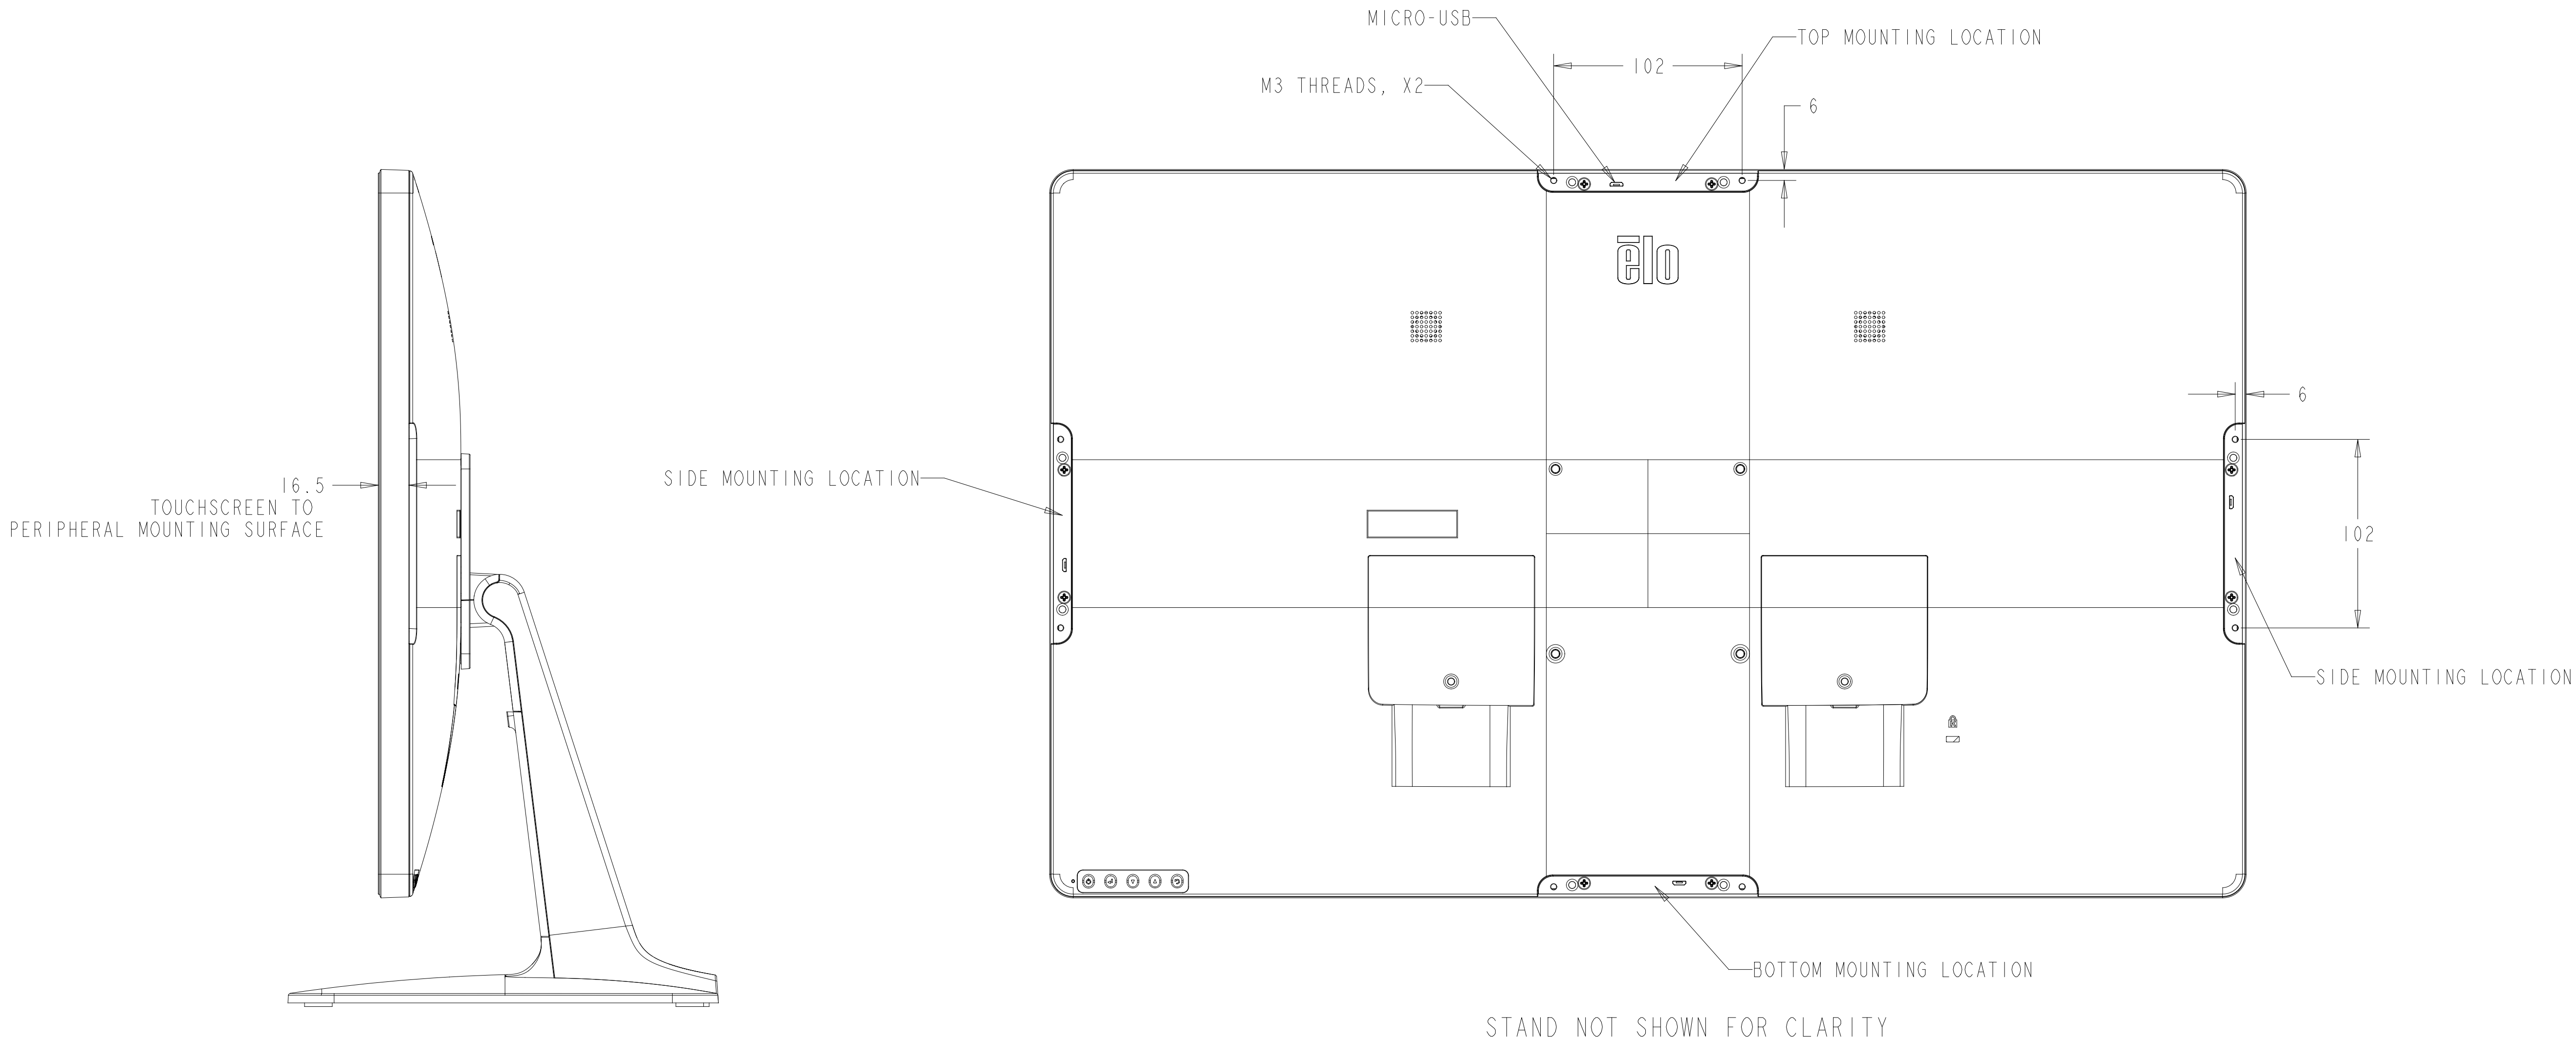 MICRO-USB
TOP MOUNTING LOCATION
102
M3 THREADS, X2
6
ēlo
6
SIDE MOUNTING LOCATION
16.5
TOUCHSCREEN TO
PERIPHERAL MOUNTING SURFACE
102
SIDE MOUNTING LOCATION
BOTTOM MOUNTING LOCATION
STAND NOT SHOWN FOR CLARITY